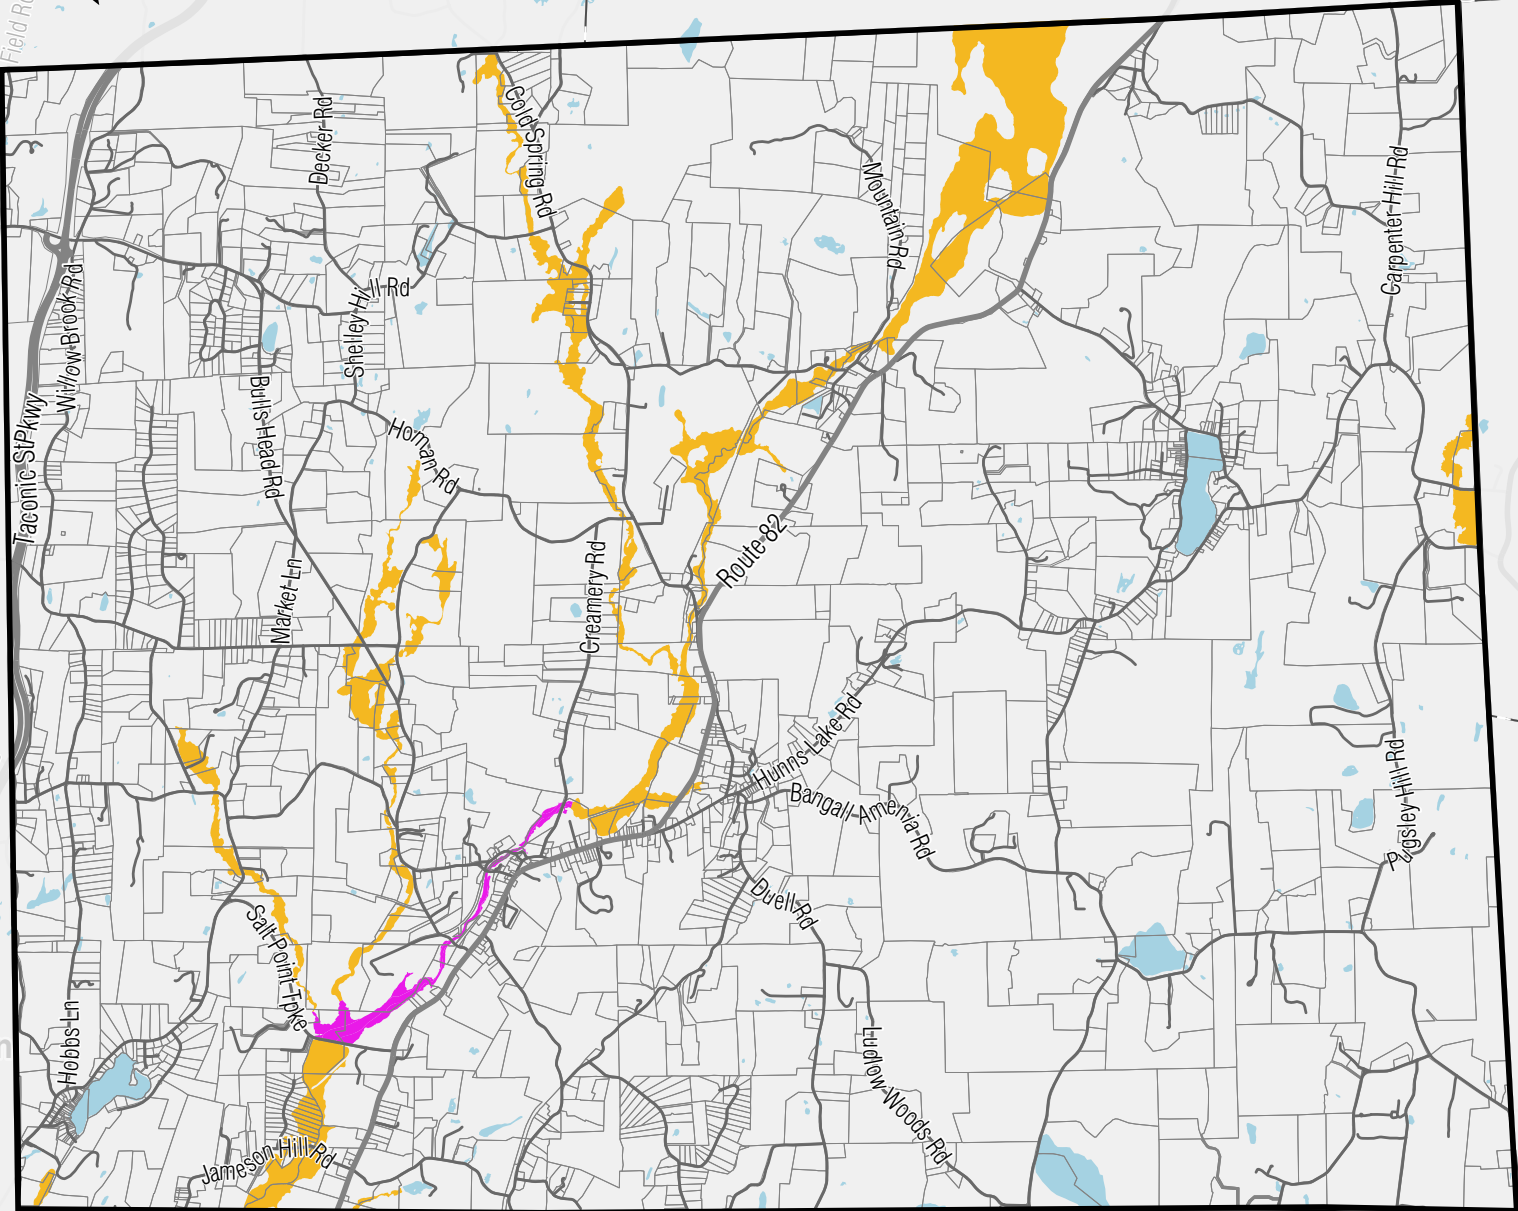 Field Rd
Cold Spring Rd
Decker Rd
Mountain Rd
Carpenter Hill Rd
Willow Brook Rd
Shelley Hill Rd
Bulls Head Rd
Homan Rd
Taconic St Pkwy
Route 82
Creamery Rd
Market Ln
Hunns Lake Rd
Bangall Amenia Rd
Pugsley Hill Rd
Duell Rd
Salt Point Tpke
Hobbs Ln
Ludlow Woods Rd
Jameson Hill Rd